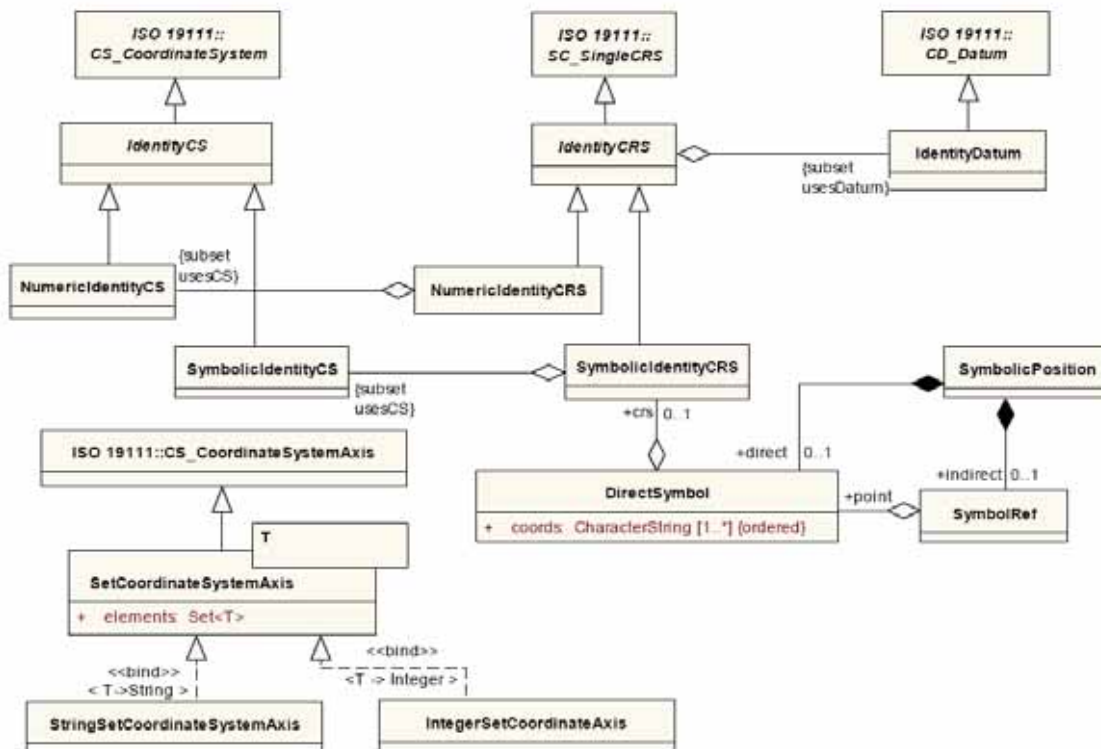 ISO 19111::
CS_CoordinateSystem
ISO 19111::
SC_SingleCRS
ISO 19111::
CD_Datum
IdentityCS
IdentityCRS
IdentityDatum
{subset
usesDatum}
{subset
usesCS}
NumericIdentityCS
NumericIdentityCRS
SymbolicIdentityCS
SymbolicIdentityCRS
SymbolicPosition
{subset
usesCS}
+crs 0..1
ISO 19111::CS_CoordinateSystemAxis
+direct 0..1
+indirect 0..1
DirectSymbol
+point
SymbolRef
+ coords: CharacterString [1..*] {ordered}
T
SetCoordinateSystemAxis
+ elements: Set<T>
<<bind>>
<<bind>>
< T->String >
<T -> Integer >
StringSetCoordinateSystemAxis
IntegerSetCoordinateAxis